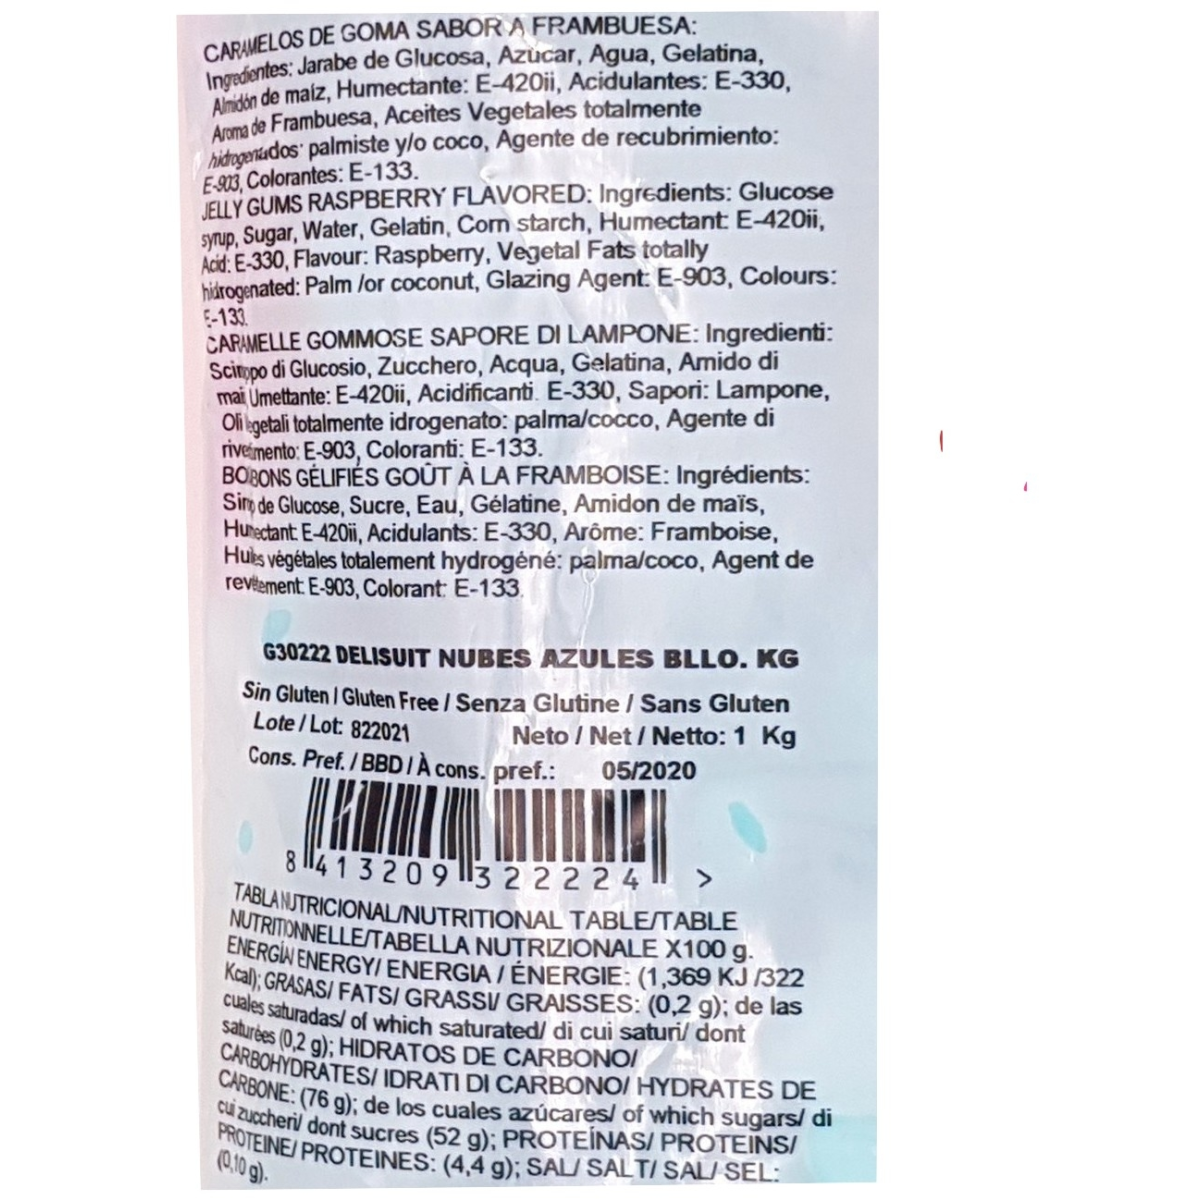 CARAMELOS DE GOMA SABOR A FRAMBUESA:
Ingredientes: Jarabe de Glucosa, Azúcar, Agua, Gelatina,
Almidón de maíz, Humectante: E-420ii, Acidulantes: E-330,
Aroma de Frambuesa, Aceites Vegetales totalmente
hidrogenados: palmiste y/o coco, Agente de recubrimiento:
E-903, Colorantes: E-133.
JELLY GUMS RASPBERRY FLAVORED: Ingredients: Glucose
syrup, Sugar, Water, Gelatin, Corn starch, Humectant: E-420ii,
Acid: E-330, Flavour: Raspberry, Vegetal Fats totally
hidrogenated: Palm /or coconut, Glazing Agent: E-903, Colours:
E-133.
CARAMELLE GOMMOSE SAPORE DI LAMPONE: Ingredienti:
Sciroppo di Glucosio, Zucchero, Acqua, Gelatina, Amido di
mai, Umettante: E-420ii, Acidificanti. E-330, Sapori: Lampone,
Oli vegetali totalmente idrogenato: palma/cocco, Agente di
rivestimento: E-903, Coloranti: E-133.
BONBONS GÉLIFIÉS GOÛT À LA FRAMBOISE: Ingrédients:
Sirop de Glucose, Sucre, Eau, Gélatine, Amidon de maïs,
Humectant: E-420ii, Acidulants: E-330, Arôme: Framboise,
Huiles végétales totalement hydrogéné: palma/coco, Agent de
revêtement: E-903, Colorant: E-133.
G30222 DELISUIT NUBES AZULES BLLO. KG
Sin Gluten / Gluten Free / Senza Glutine / Sans Gluten
Lote / Lot: 822021 Neto / Net / Netto: 1 Kg
Cons. Pref. / BBD / À cons. pref.: 05/2020
8 413209 322224 >
TABLA NUTRICIONAL/NUTRITIONAL TABLE/TABLE
NUTRITIONNELLE/TABELLA NUTRIZIONALE X100 g.
ENERGÍA/ ENERGY/ ENERGIA / ÉNERGIE: (1,369 KJ /322
Kcal); GRASAS/ FATS/ GRASSI/ GRAISSES: (0,2 g); de las
cuales saturadas/ of which saturated/ di cui saturi/ dont
saturées (0,2 g); HIDRATOS DE CARBONO/
CARBOHYDRATES/ IDRATI DI CARBONO/ HYDRATES DE
CARBONE: (76 g); de los cuales azúcares/ of which sugars/ di
cui zuccheri/ dont sucres (52 g); PROTEÍNAS/ PROTEINS/
PROTEINE/ PROTEINES: (4,4 g); SAL/ SALT/ SAL/ SEL:
(0,10 g).